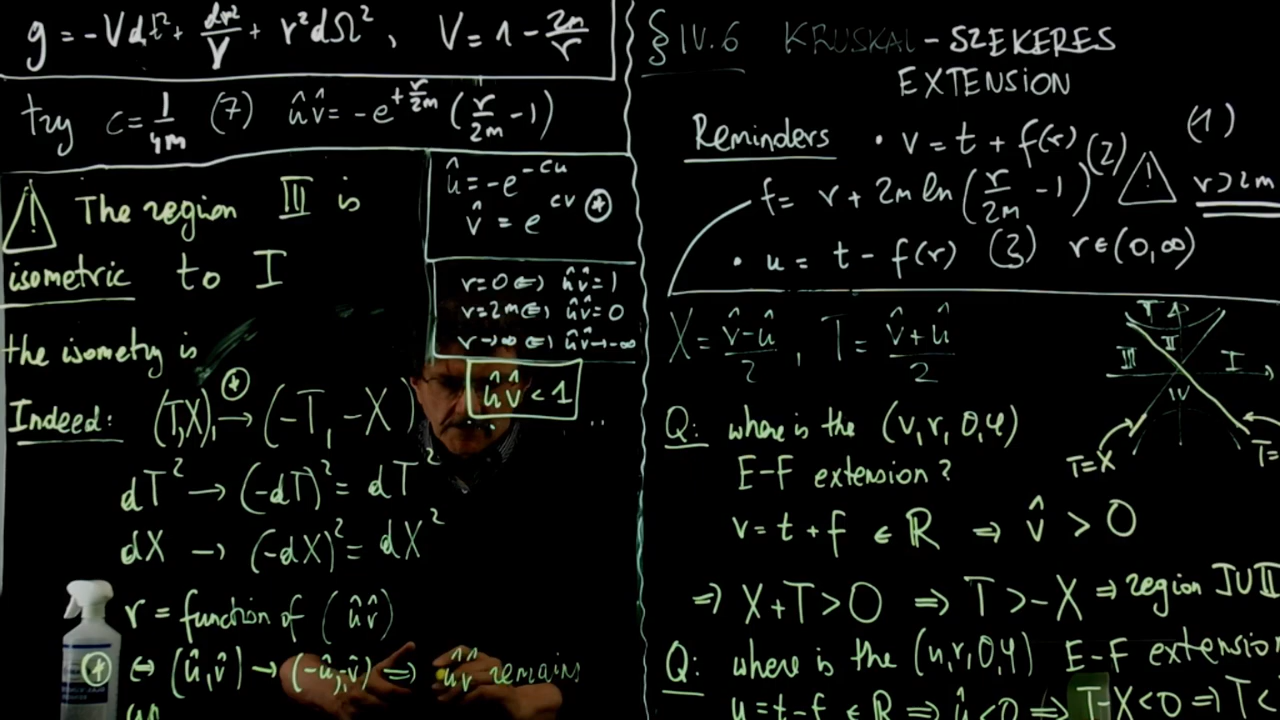 g = -Vdt² + dr²/V + r²dΩ², V = 1 - 2m/r
try c = 1/4m (7) ûv̂ = -e^{+r/2m} (r/2m - 1)
⚠ The region III is
isometric to I
the isometry is
Indeed: (T,X) ⊛→ (-T, -X)
dT² → (-dT)² = dT²
dX → (-dX)² = dX²
r = function of (ûv̂)
⊛ ⇔ (û,v̂) → (-û,-v̂) ⇒ ûv̂ remains
û = -e^{-cu}
v̂ = e^{cv} ⊛
r=0 ⇔ ûv̂=1
r=2m ⇔ ûv̂=0
r→∞ ⇔ ûv̂→-∞
ûv̂ < 1
§ IV.6 KRUSKAL-SZEKERES
EXTENSION
Reminders • v = t + f(r) (1)
f = r + 2m ln (r/2m - 1) (2) ⚠ r>2m
• u = t - f(r) (3) r∈(0,∞)
X = (v̂-û)/2, T = (v̂+û)/2
T
II
III I
IV
T=X T=
Q: where is the (v,r,θ,φ)
E-F extension?
v = t + f ∈ ℝ ⇒ v̂ > 0
⇒ X+T>0 ⇒ T>-X ⇒ region I∪II
Q: where is the (u,r,θ,φ) E-F extension
u = t-f ∈ ℝ ⇒ û<0 ⇒ T-X<0 ⇒ T<